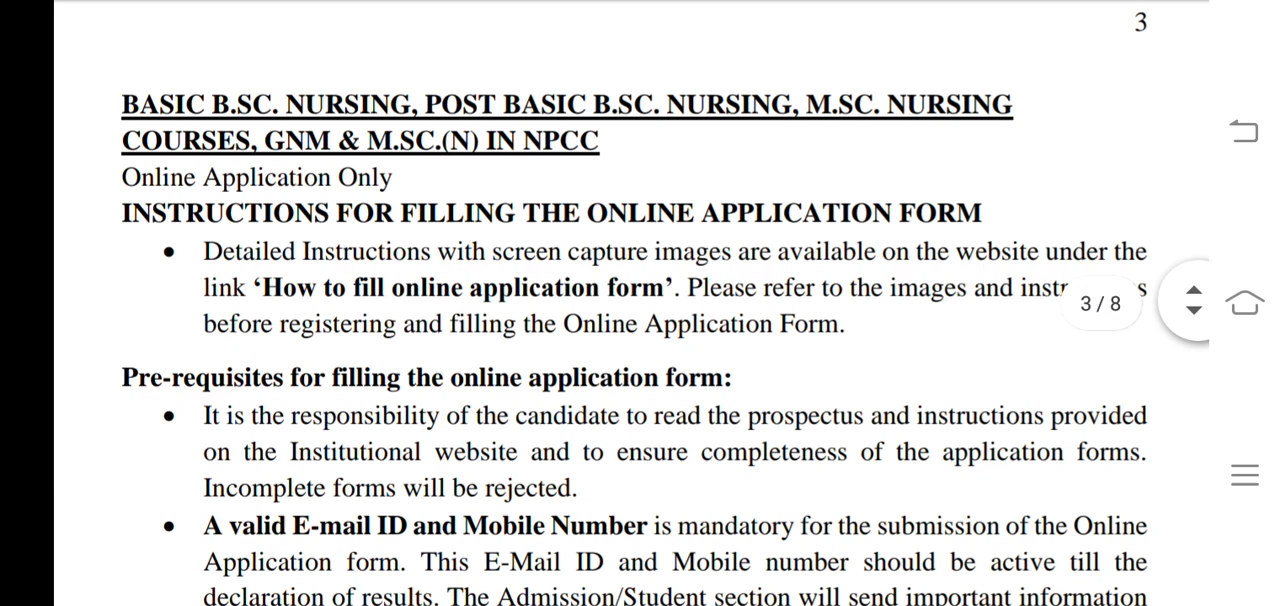 3
BASIC B.SC. NURSING, POST BASIC B.SC. NURSING, M.SC. NURSING
COURSES, GNM & M.SC.(N) IN NPCC
Online Application Only
INSTRUCTIONS FOR FILLING THE ONLINE APPLICATION FORM
• Detailed Instructions with screen capture images are available on the website under the
link ‘How to fill online application form’. Please refer to the images and
3 / 8
before registering and filling the Online Application Form.
Pre-requisites for filling the online application form:
• It is the responsibility of the candidate to read the prospectus and instructions provided
on the Institutional website and to ensure completeness of the application forms.
Incomplete forms will be rejected.
• A valid E-mail ID and Mobile Number is mandatory for the submission of the Online
Application form. This E-Mail ID and Mobile number should be active till the
declaration of results. The Admission/Student section will send important information